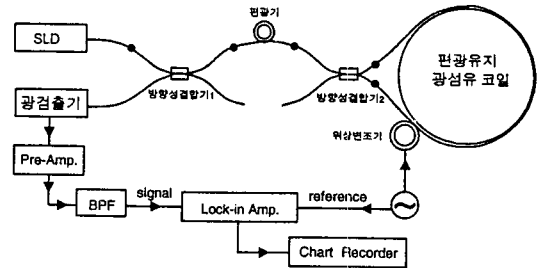 SLD
편광기
편광유지
광섬유 코일
광검출기
방향성결합기1
방향성결합기2
위상변조기
Pre-Amp.
BPF
signal
Lock-in Amp.
reference
Chart Recorder